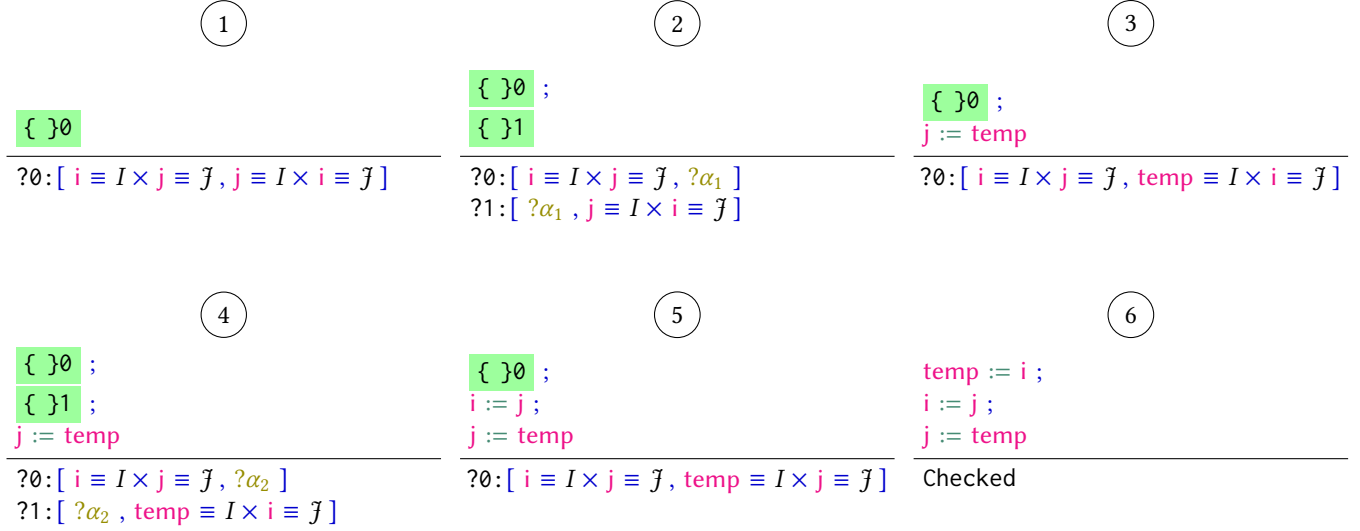 1
{ }0
?0:[ i ≡ I × j ≡ 𝒥 , j ≡ I × i ≡ 𝒥 ]
2
{ }0 ;
{ }1
?0:[ i ≡ I × j ≡ 𝒥 , ?α₁ ]
?1:[ ?α₁ , j ≡ I × i ≡ 𝒥 ]
3
{ }0 ;
j := temp
?0:[ i ≡ I × j ≡ 𝒥 , temp ≡ I × i ≡ 𝒥 ]
4
{ }0 ;
{ }1 ;
j := temp
?0:[ i ≡ I × j ≡ 𝒥 , ?α₂ ]
?1:[ ?α₂ , temp ≡ I × i ≡ 𝒥 ]
5
{ }0 ;
i := j ;
j := temp
?0:[ i ≡ I × j ≡ 𝒥 , temp ≡ I × j ≡ 𝒥 ]
6
temp := i ;
i := j ;
j := temp
Checked